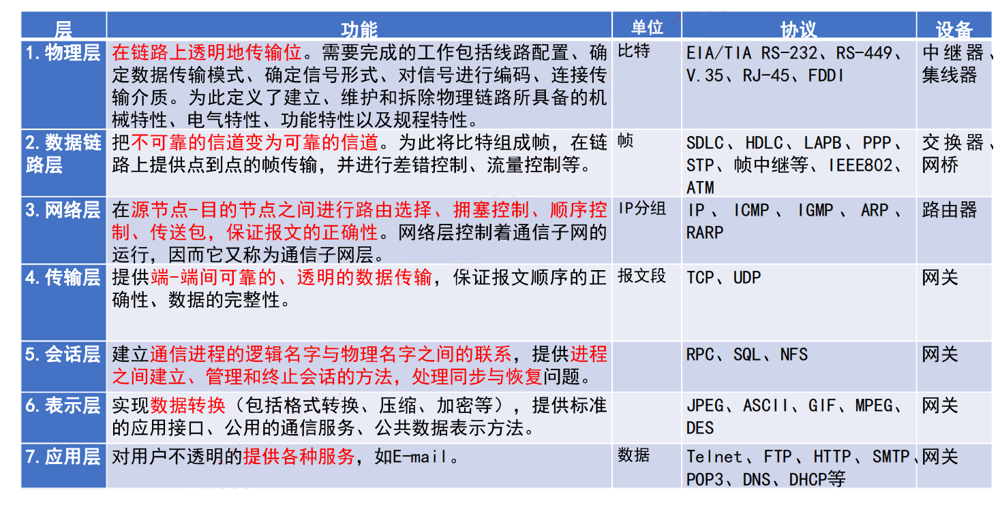 层 功能 单位 协议 设备
1.物理层
在链路上透明地传输位。需要完成的工作包括线路配置、确
定数据传输模式、确定信号形式、对信号进行编码、连接传
输介质。为此定义了建立、维护和拆除物理链路所具备的机
械特性、电气特性、功能特性以及规程特性。
比特
EIA/TIA RS-232、RS-449、
V.35、RJ-45、FDDI
中继器、
集线器
2.数据链
路层
把不可靠的信道变为可靠的信道。为此将比特组成帧，在链
路上提供点到点的帧传输，并进行差错控制、流量控制等。
帧
SDLC、HDLC、LAPB、PPP、
STP、帧中继等、IEEE802、
ATM
交换器、
网桥
3.网络层
在源节点-目的节点之间进行路由选择、拥塞控制、顺序控
制、传送包，保证报文的正确性。网络层控制着通信子网的
运行，因而它又称为通信子网层。
IP分组
IP、ICMP、IGMP、ARP、
RARP
路由器
4.传输层
提供端-端间可靠的、透明的数据传输，保证报文顺序的正
确性、数据的完整性。
报文段
TCP、UDP
网关
5.会话层
建立通信进程的逻辑名字与物理名字之间的联系，提供进程
之间建立、管理和终止会话的方法，处理同步与恢复问题。
RPC、SQL、NFS
网关
6.表示层
实现数据转换（包括格式转换、压缩、加密等），提供标准
的应用接口、公用的通信服务、公共数据表示方法。
JPEG、ASCII、GIF、MPEG、
DES
网关
7.应用层
对用户不透明的提供各种服务，如E-mail。
数据
Telnet、FTP、HTTP、SMTP、
POP3、DNS、DHCP等
网关